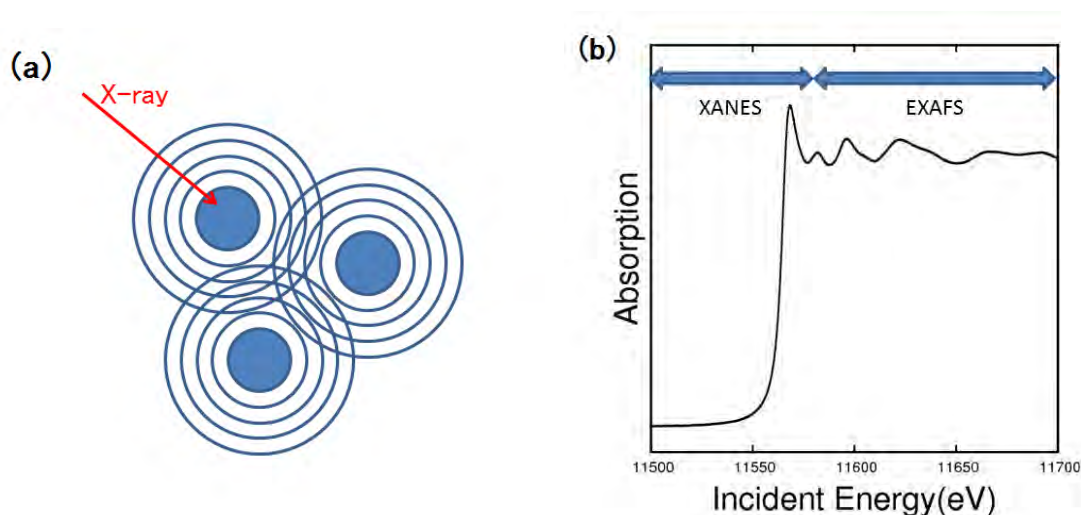 (a)
X-ray
(b)
XANES EXAFS
Absorption
11500 11550 11600 11650 11700
Incident Energy(eV)